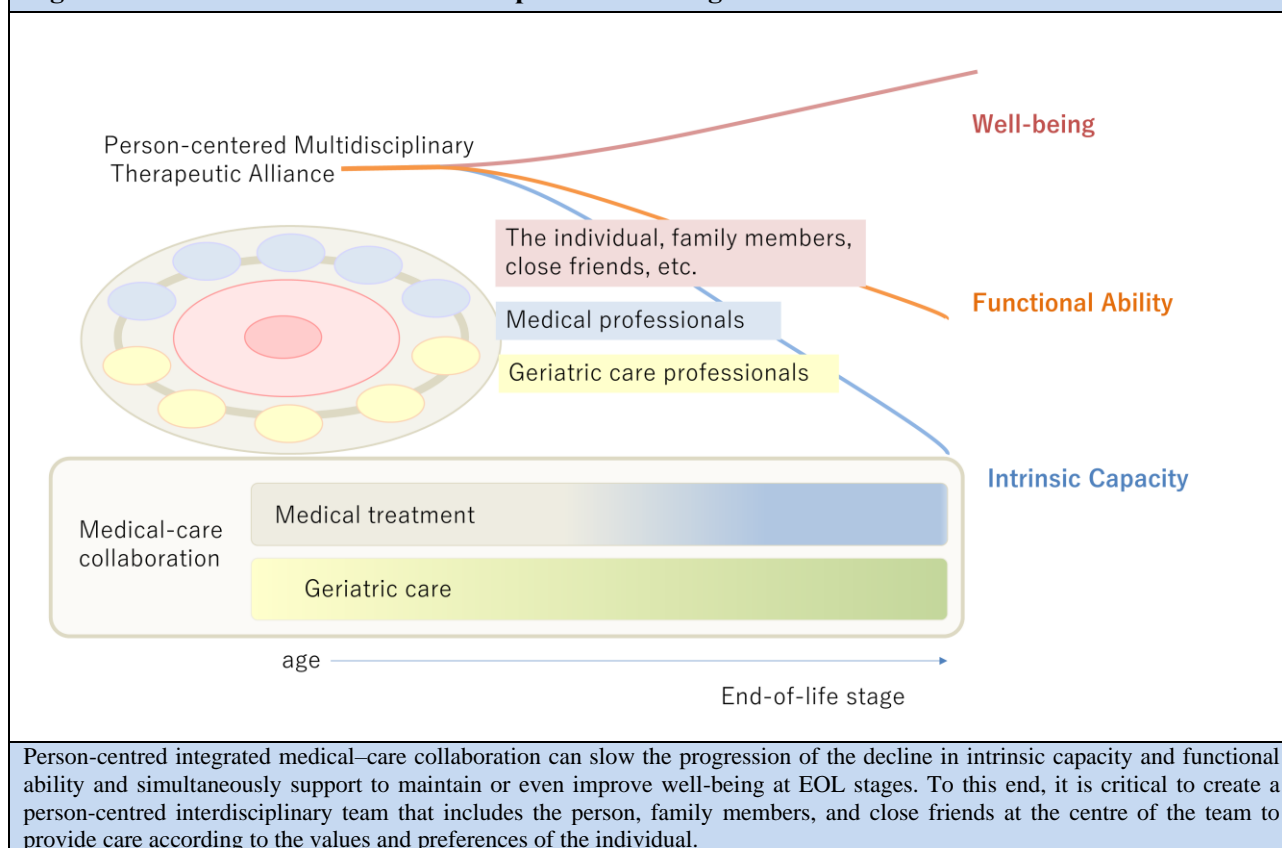 Well-being
Person-centered Multidisciplinary
Therapeutic Alliance
The individual, family members,
close friends, etc.
Functional Ability
Medical professionals
Geriatric care professionals
Intrinsic Capacity
Medical-care
collaboration
Medical treatment
Geriatric care
age
End-of-life stage
Person-centred integrated medical–care collaboration can slow the progression of the decline in intrinsic capacity and functional
ability and simultaneously support to maintain or even improve well-being at EOL stages. To this end, it is critical to create a
person-centred interdisciplinary team that includes the person, family members, and close friends at the centre of the team to
provide care according to the values and preferences of the individual.